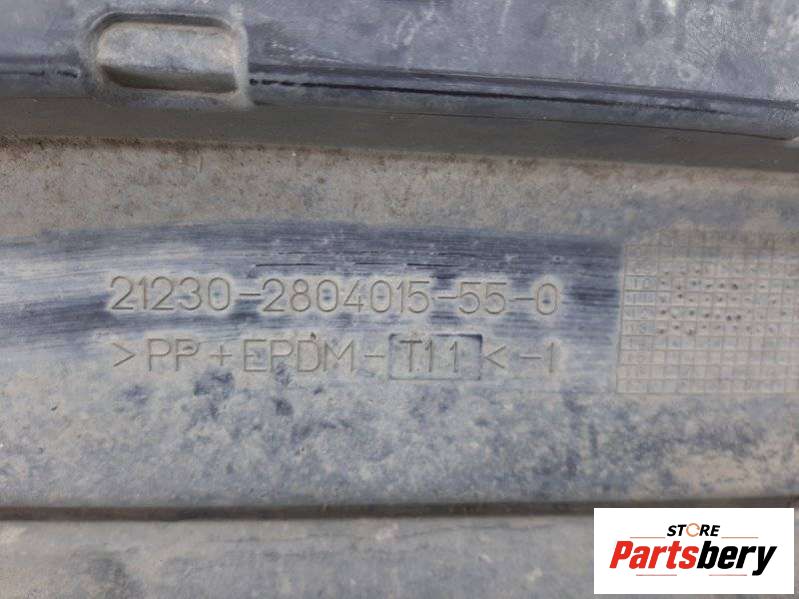 21230-2804015-55-0
>PP+EPDM-T11<-1
STORE
Partsbery